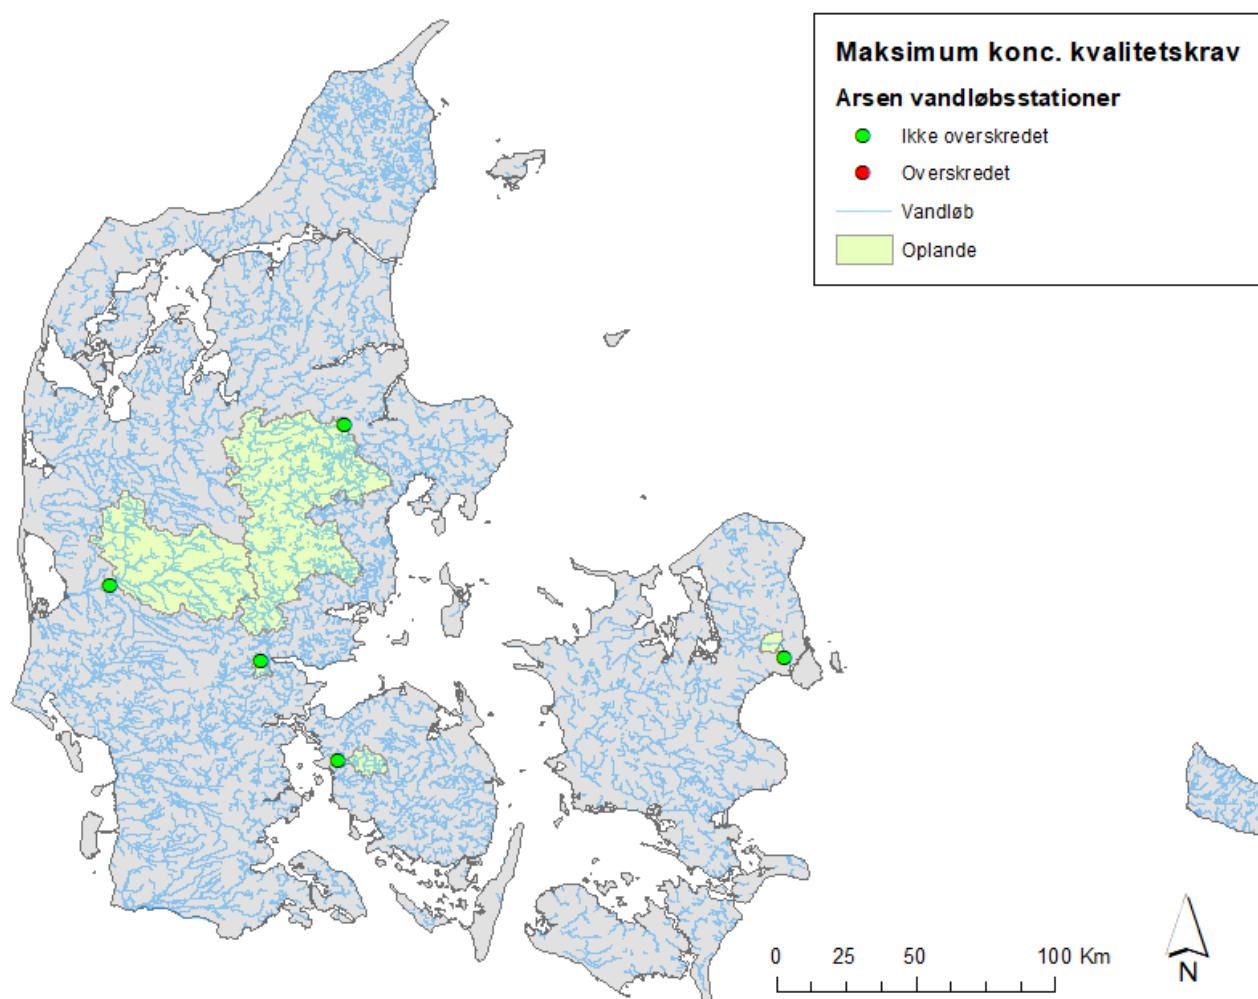 Maksimum konc. kvalitetskrav
Arsen vandløbsstationer
Ikke overskredet
Overskredet
Vandløb
Oplande
0 25 50 100 Km
N